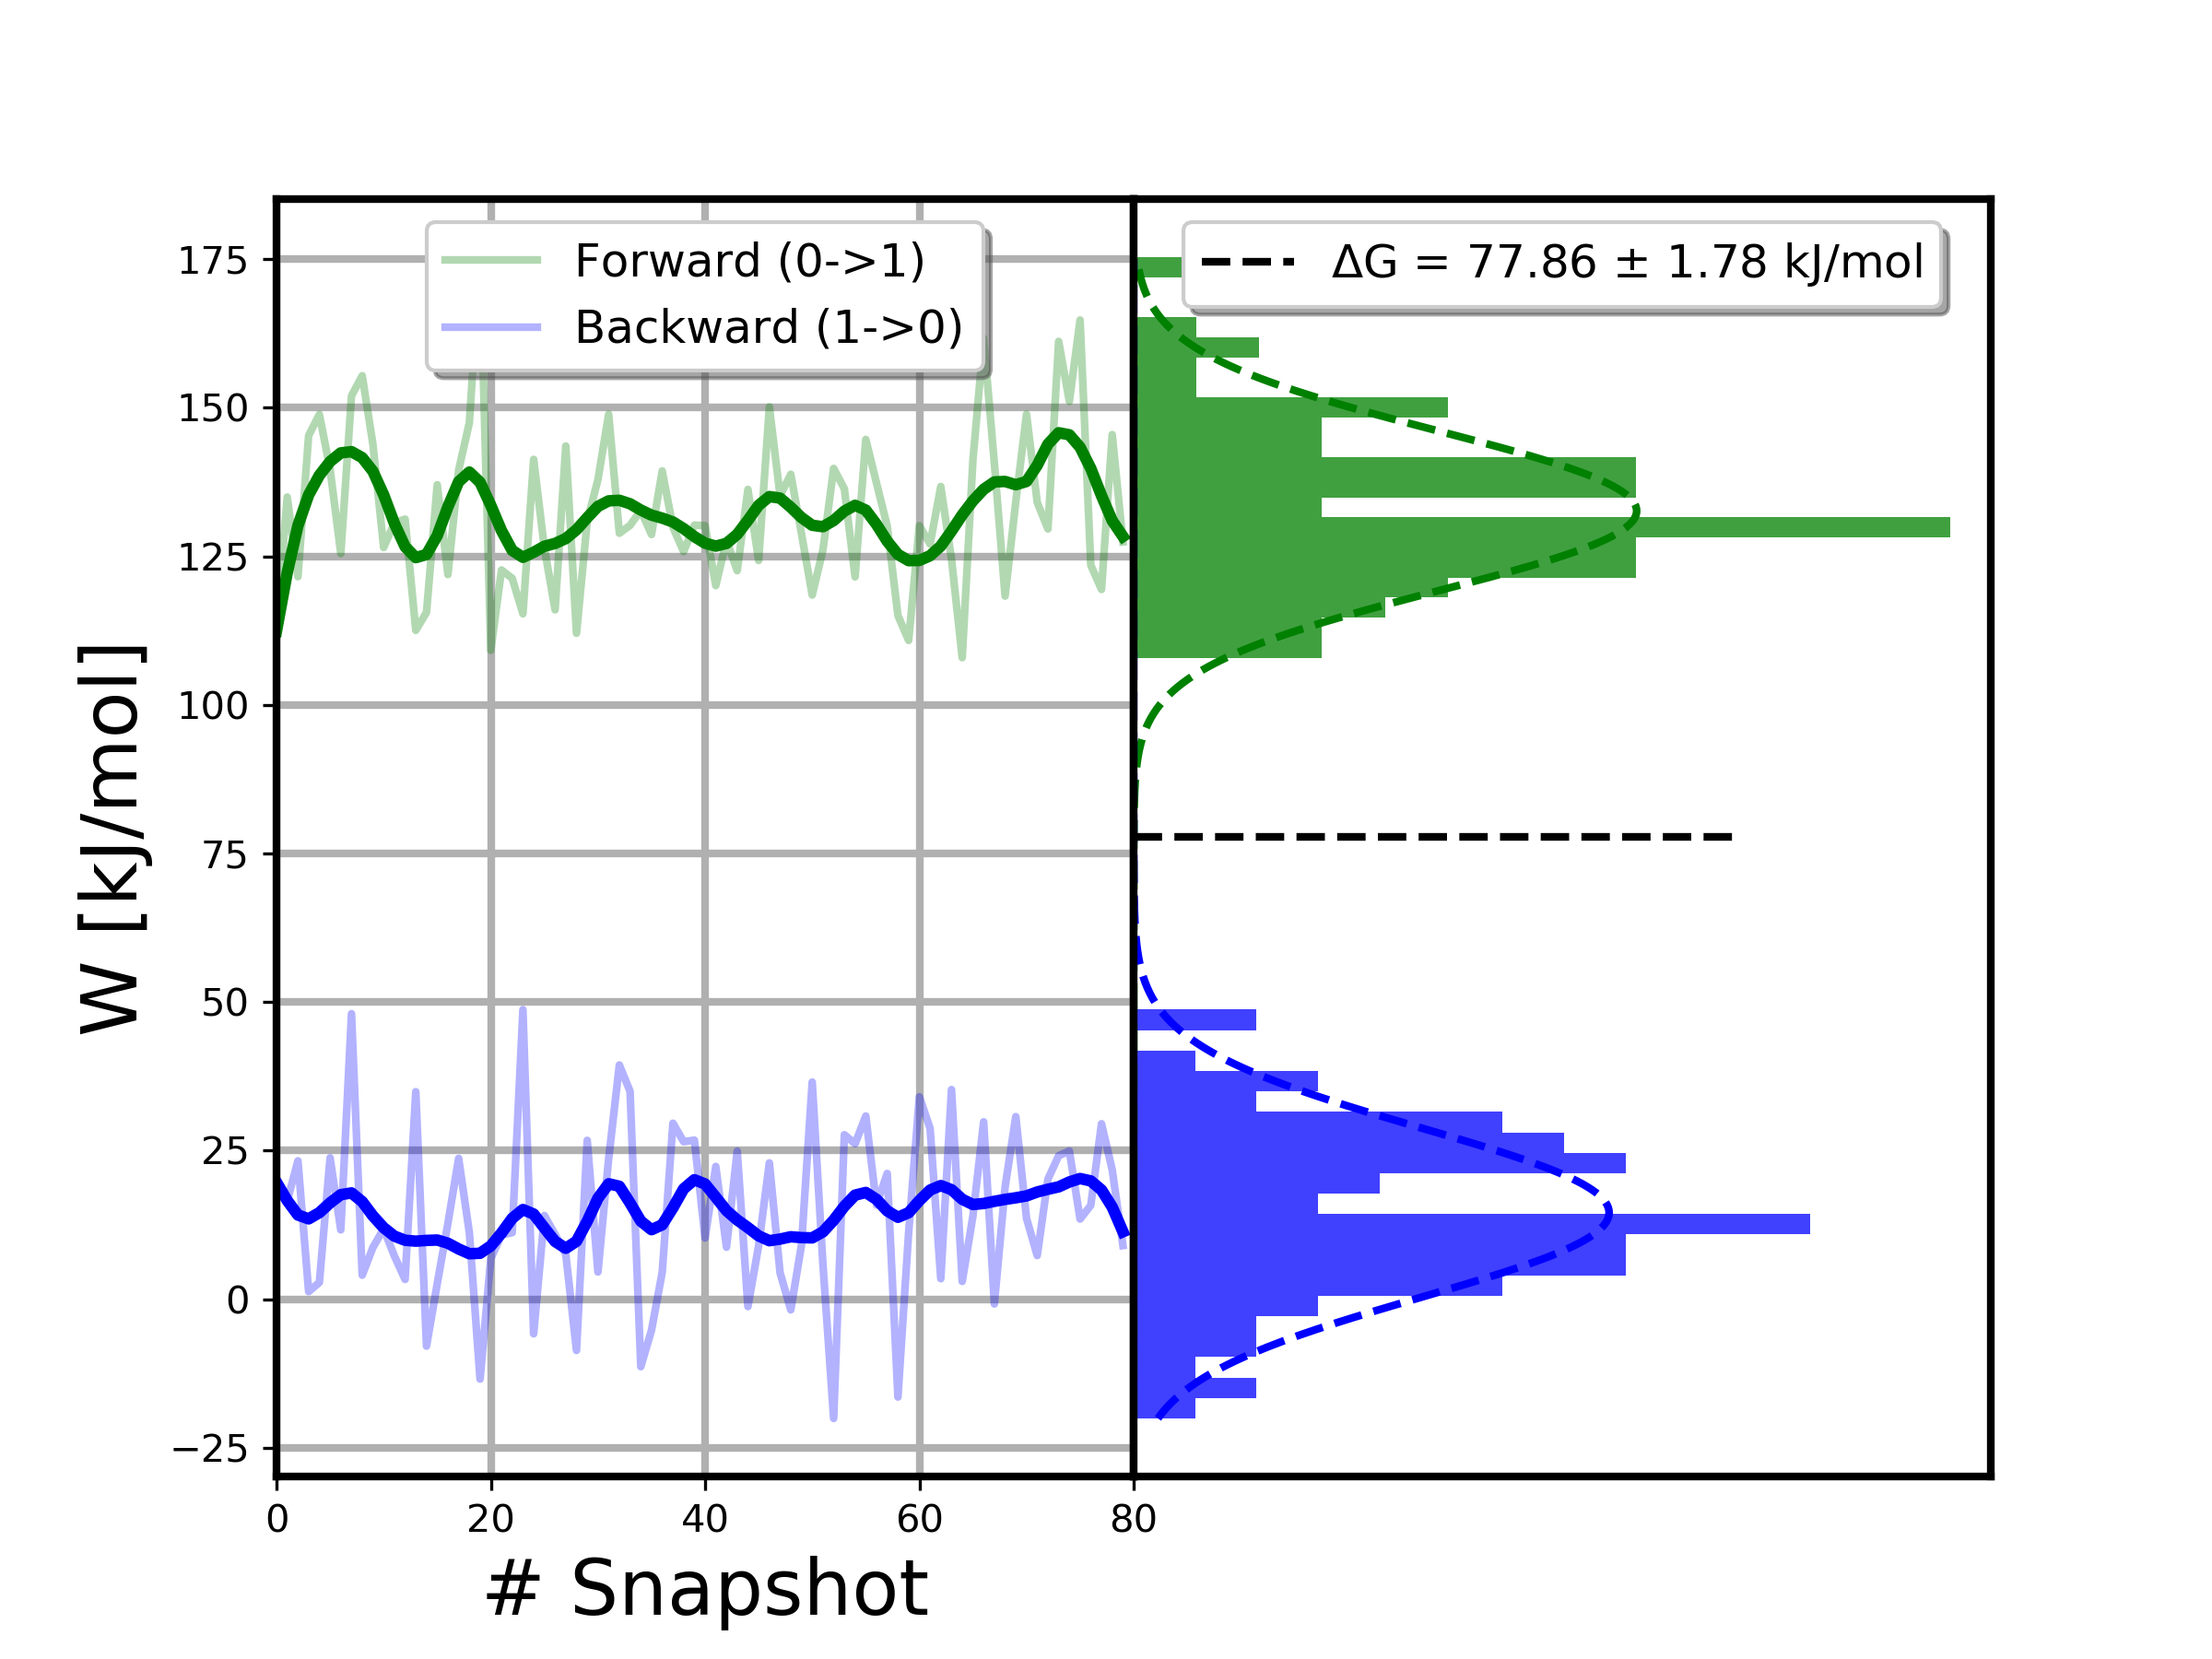 175
150
125
100
75
50
25
0
−25
W [kJ/mol]
Forward (0->1)
Backward (1->0)
ΔG = 77.86 ± 1.78 kJ/mol
0 20 40 60 80
# Snapshot